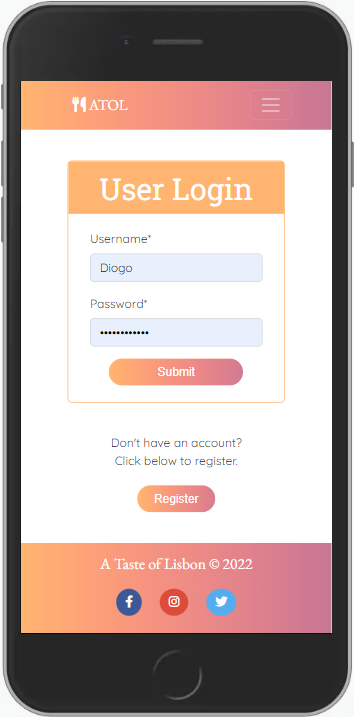 ATOL
User Login
Username*
Diogo
Password*
••••••••••••
Submit
Don't have an account?
Click below to register.
Register
A Taste of Lisbon © 2022